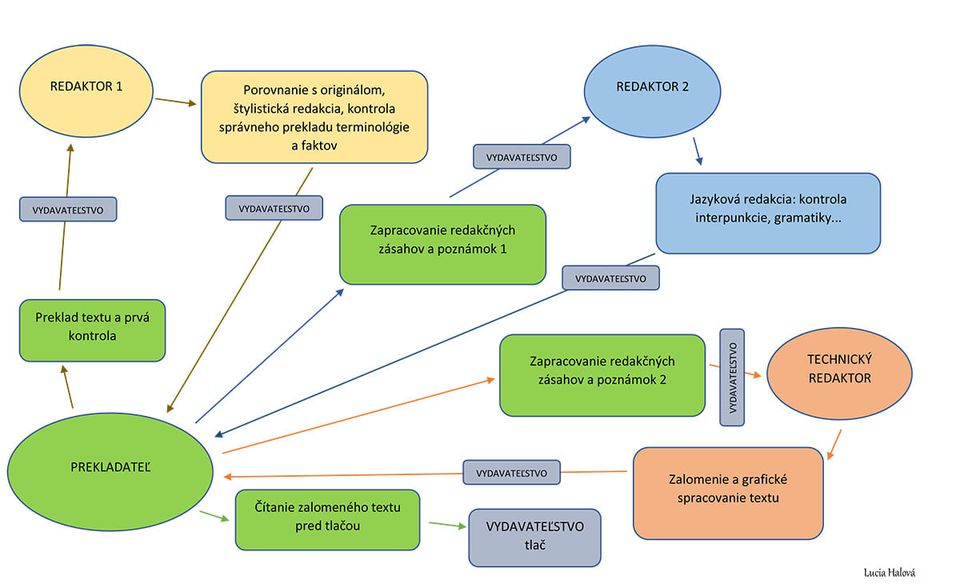 REDAKTOR 1
Porovnanie s originálom,
štylistická redakcia, kontrola
správneho prekladu terminológie
a faktov
REDAKTOR 2
VYDAVATEĽSTVO
VYDAVATEĽSTVO
VYDAVATEĽSTVO
Zapracovanie redakčných
zásahov a poznámok 1
Jazyková redakcia: kontrola
interpunkcie, gramatiky...
VYDAVATEĽSTVO
Preklad textu a prvá
kontrola
Zapracovanie redakčných
zásahov a poznámok 2
VYDAVATEĽSTVO
TECHNICKÝ
REDAKTOR
PREKLADATEĽ
VYDAVATEĽSTVO
Zalomenie a grafické
spracovanie textu
Čítanie zalomeného textu
pred tlačou
VYDAVATEĽSTVO
tlač
Lucia Halová